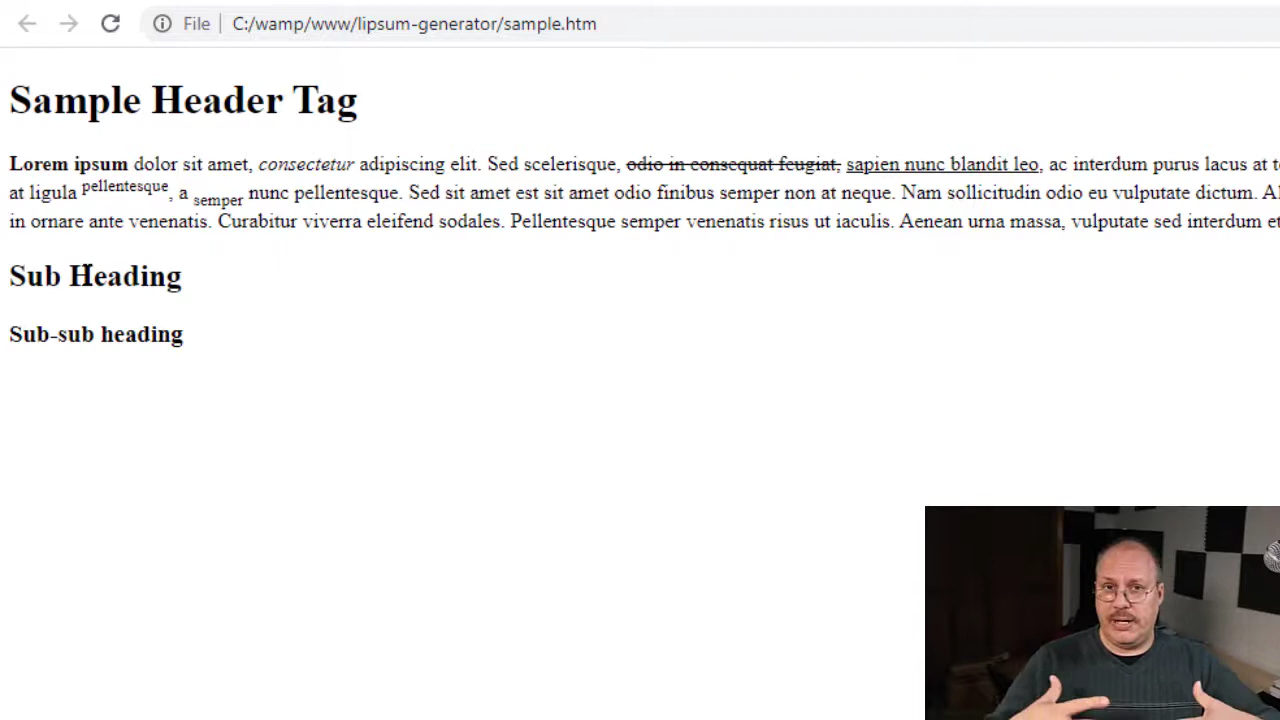 File C:/wamp/www/lipsum-generator/sample.htm
Sample Header Tag
Lorem ipsum dolor sit amet, consectetur adipiscing elit. Sed scelerisque, odio in consequat feugiat, sapien nunc blandit leo, ac interdum purus lacus at
at ligula pellentesque, a semper nunc pellentesque. Sed sit amet est sit amet odio finibus semper non at neque. Nam sollicitudin odio eu vulputate dictum.
in ornare ante venenatis. Curabitur viverra eleifend sodales. Pellentesque semper venenatis risus ut iaculis. Aenean urna massa, vulputate sed interdum
Sub Heading
Sub-sub heading